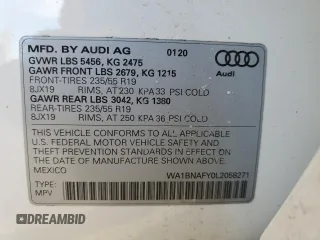 MFD. BY AUDI AG 01 20
GVWR LBS 5456, KG 2475
GAWR FRONT LBS 2679, KG 1215
FRONT-TIRES 235/55 R19
8JX19 RIMS, AT 230 KPA 33 PSI COLD
GAWR REAR LBS 3042, KG 1380
REAR-TIRES 235/55 R19
8JX19 RIMS, AT 250 KPA 36 PSI COLD
Audi
THIS VEHICLE CONFORMS TO ALL APPLICABLE
U.S. FEDERAL MOTOR VEHICLE SAFETY AND
THEFT PREVENTION STANDARDS IN EFFECT ON
THE DATE OF MANUFACTURE SHOWN ABOVE.
MEXICO
WA1BNAFY0L2058271
TYPE:
MPV
DREAMBID